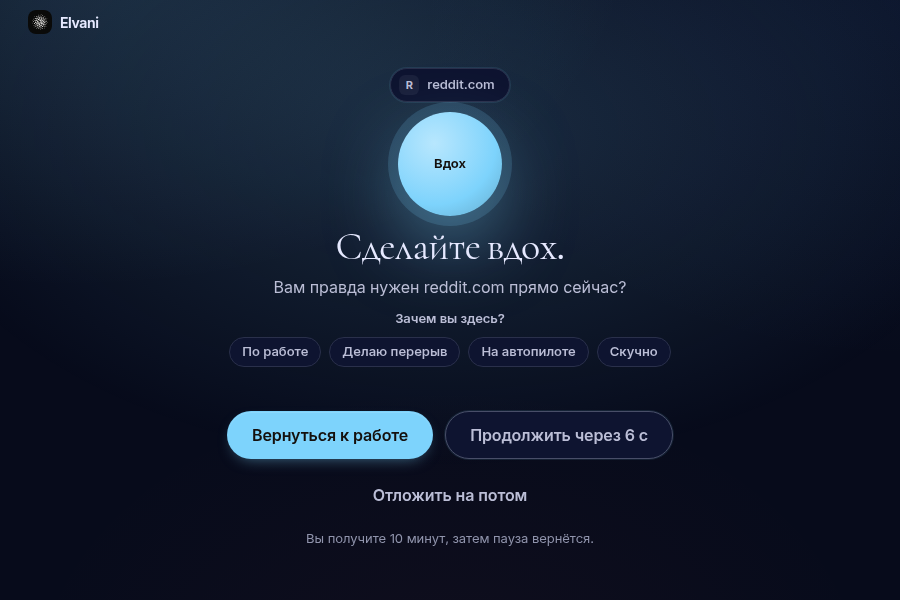 Elvani
R reddit.com
Вдох
Сделайте вдох.
Вам правда нужен reddit.com прямо сейчас?
Зачем вы здесь?
По работе Делаю перерыв На автопилоте Скучно
Вернуться к работе Продолжить через 6 с
Отложить на потом
Вы получите 10 минут, затем пауза вернётся.